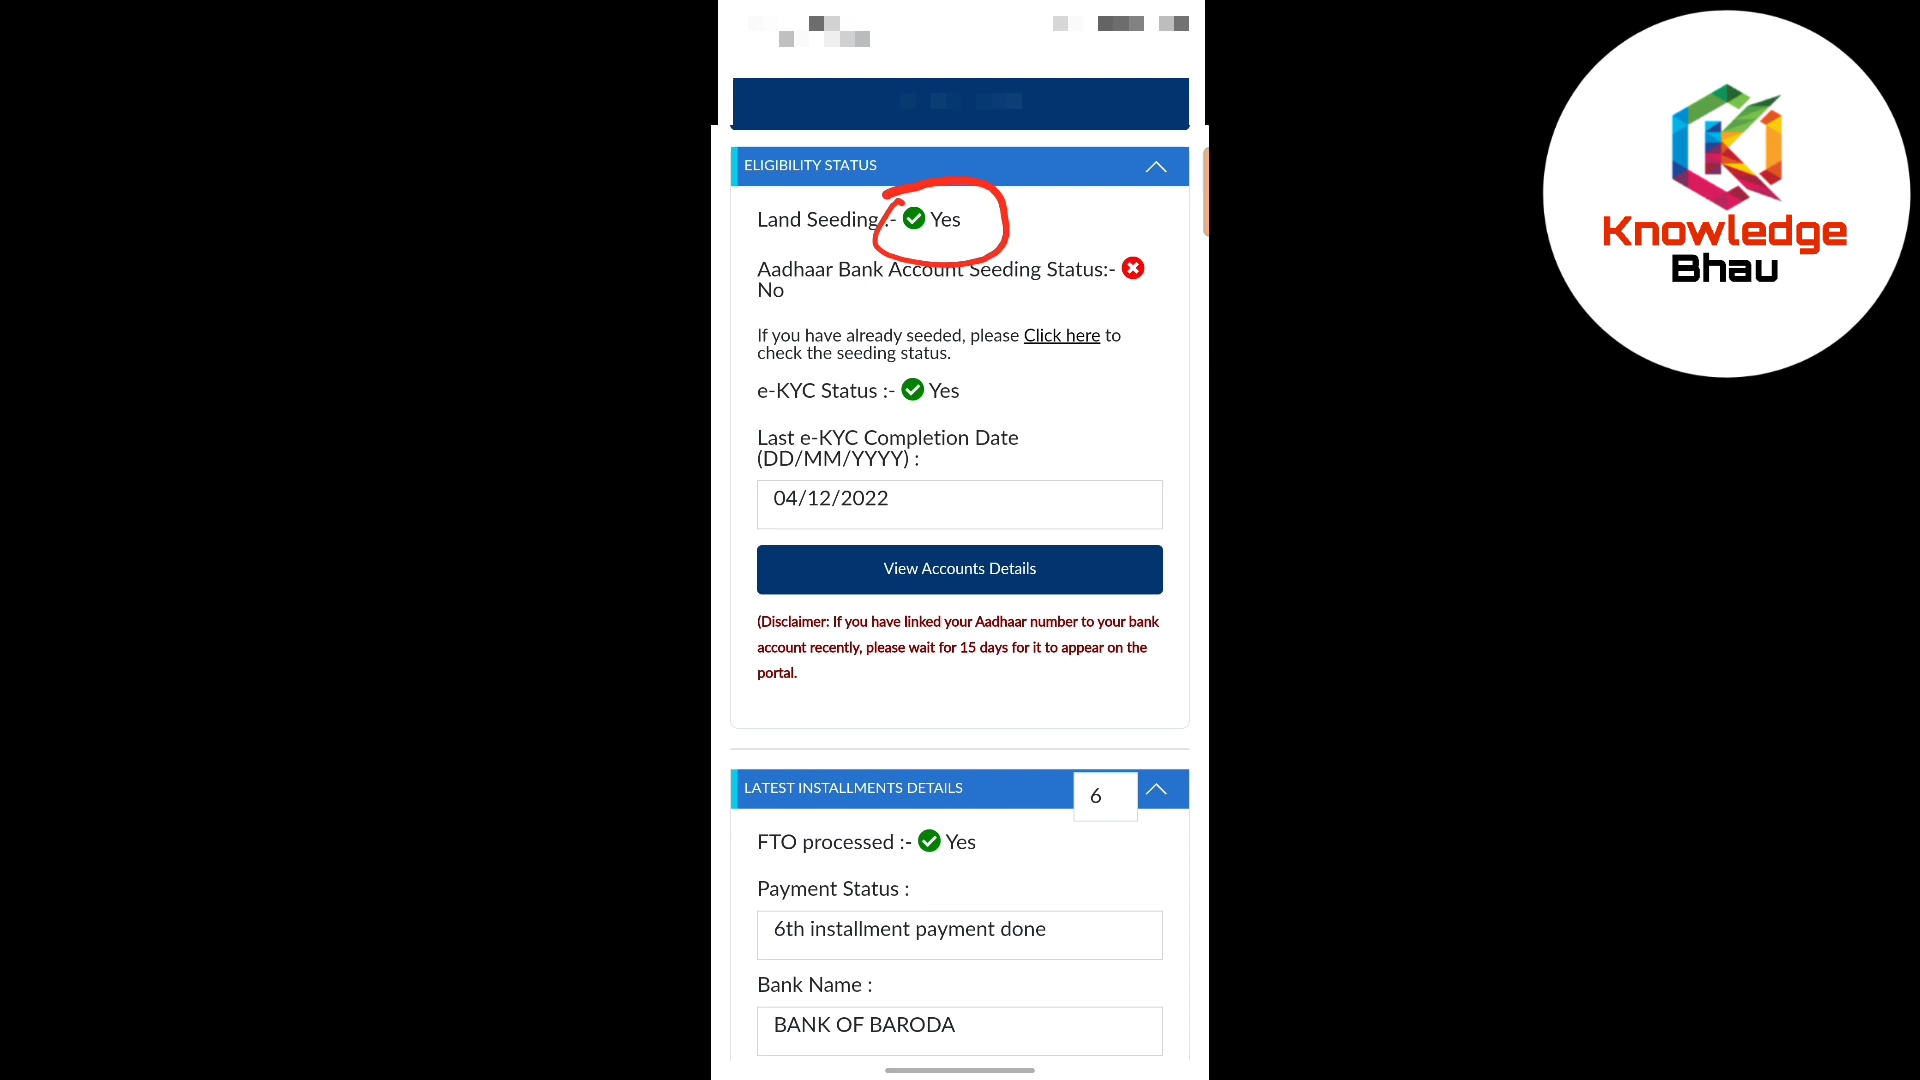 ELIGIBILITY STATUS
Land Seeding :- Yes
Aadhaar Bank Account Seeding Status:-
No
If you have already seeded, please Click here to
check the seeding status.
e-KYC Status :- Yes
Last e-KYC Completion Date
(DD/MM/YYYY) :
04/12/2022
View Accounts Details
(Disclaimer: If you have linked your Aadhaar number to your bank
account recently, please wait for 15 days for it to appear on the
portal.
LATEST INSTALLMENTS DETAILS 6
FTO processed :- Yes
Payment Status :
6th installment payment done
Bank Name :
BANK OF BARODA
Knowledge
Bhau